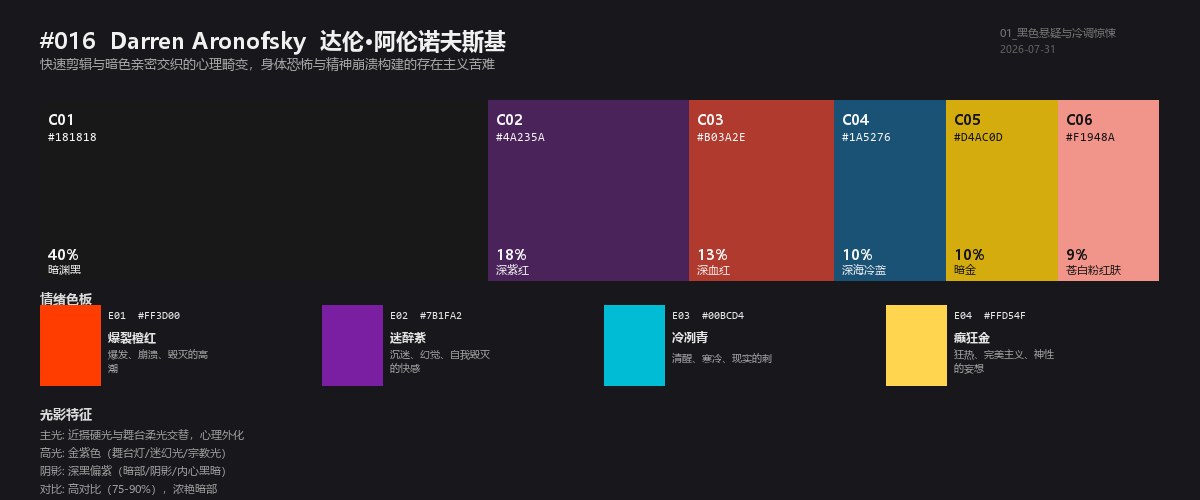 #016 Darren Aronofsky 达伦•阿伦诺夫斯基
快速剪辑与暗色亲密交织的心理畸变，身体恐怖与精神崩溃构建的存在主义苦难
01_黑色悬疑与冷调惊悚
2026-07-31
C01
#181818
40%
暗渊黑
C02
#4A235A
18%
深紫红
C03
#B03A2E
13%
深血红
C04
#1A5276
10%
深海冷蓝
C05
#D4AC0D
10%
暗金
C06
#F1948A
9%
苍白粉红肤
情绪色板
E01 #FF3D00
爆裂橙红
爆发、崩溃、毁灭的高
潮
E02 #7B1FA2
迷醉紫
沉迷、幻觉、自我毁灭
的快感
E03 #00BCD4
冷冽青
清醒、寒冷、现实的刺
E04 #FFD54F
癫狂金
狂热、完美主义、神性
的妄想
光影特征
主光: 近摄硬光与舞台柔光交替，心理外化
高光: 金紫色（舞台灯/迷幻光/宗教光）
阴影: 深黑偏紫（暗部/阴影/内心黑暗）
对比: 高对比（75-90%），浓艳暗部